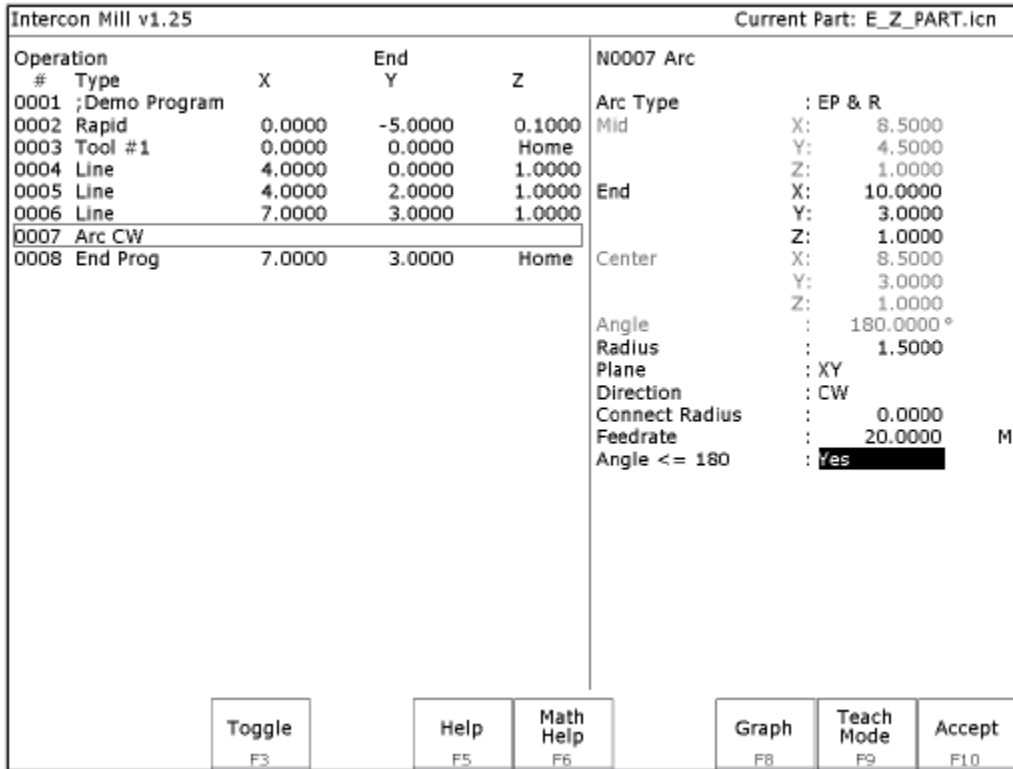 Intercon Mill v1.25 Current Part: E_Z_PART.icn
Operation End
# Type X Y Z
0001 ;Demo Program
0002 Rapid 0.0000 -5.0000 0.1000
0003 Tool #1 0.0000 0.0000 Home
0004 Line 4.0000 0.0000 1.0000
0005 Line 4.0000 2.0000 1.0000
0006 Line 7.0000 3.0000 1.0000
0007 Arc CW
0008 End Prog 7.0000 3.0000 Home
N0007 Arc
Arc Type : EP & R
Mid X: 8.5000
Y: 4.5000
Z: 1.0000
End X: 10.0000
Y: 3.0000
Z: 1.0000
Center X: 8.5000
Y: 3.0000
Z: 1.0000
Angle : 180.0000°
Radius : 1.5000
Plane : XY
Direction : CW
Connect Radius : 0.0000
Feedrate : 20.0000 M
Angle <= 180 : Yes
Toggle
F3
Help
F5
Math
Help
F6
Graph
F8
Teach
Mode
F9
Accept
F10